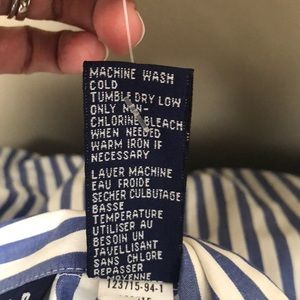 MACHINE WASH
COLD
TUMBLE DRY LOW
ONLY NON-
CHLORINE BLEACH
WHEN NEEDED
WARM IRON IF
NECESSARY
LAVER MACHINE
EAU FROIDE
SECHER CULBUTAGE
BASSE
TEMPERATURE
UTILISER AU
BESOIN UN
JAVELLISANT
SANS CHLORE
REPASSER
MOYENNE
123715-94-1